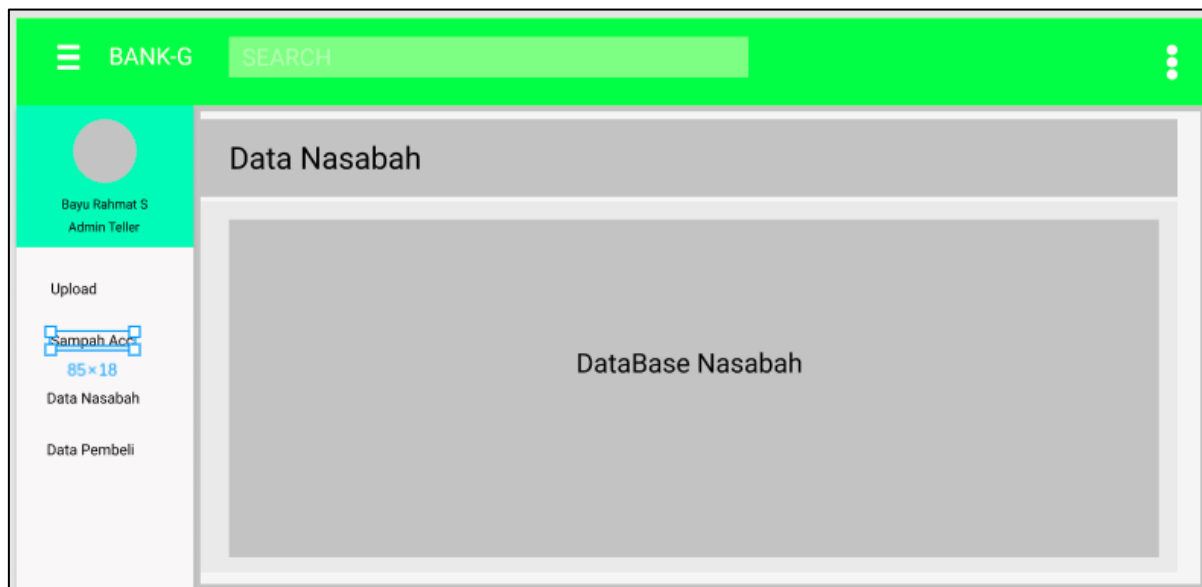 BANK-G
SEARCH
Bayu Rahmat S
Admin Teller
Upload
Sampah Acc
85×18
Data Nasabah
Data Pembeli
Data Nasabah
DataBase Nasabah